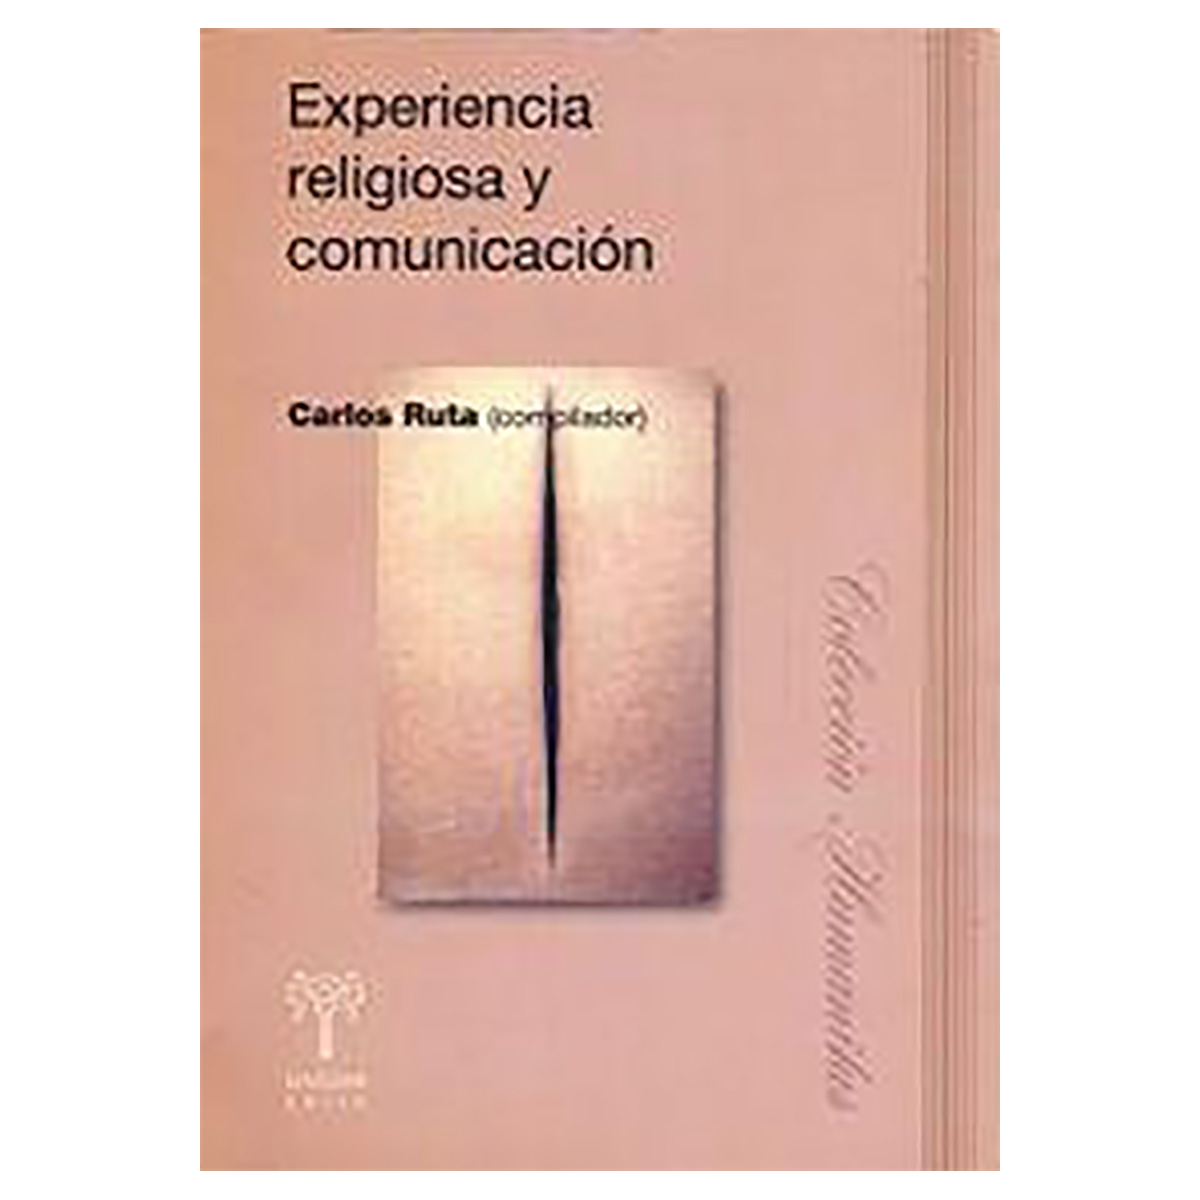 Experiencia
religiosa y
comunicación
Carlos Ruta (compilador)
Colección Humanitas